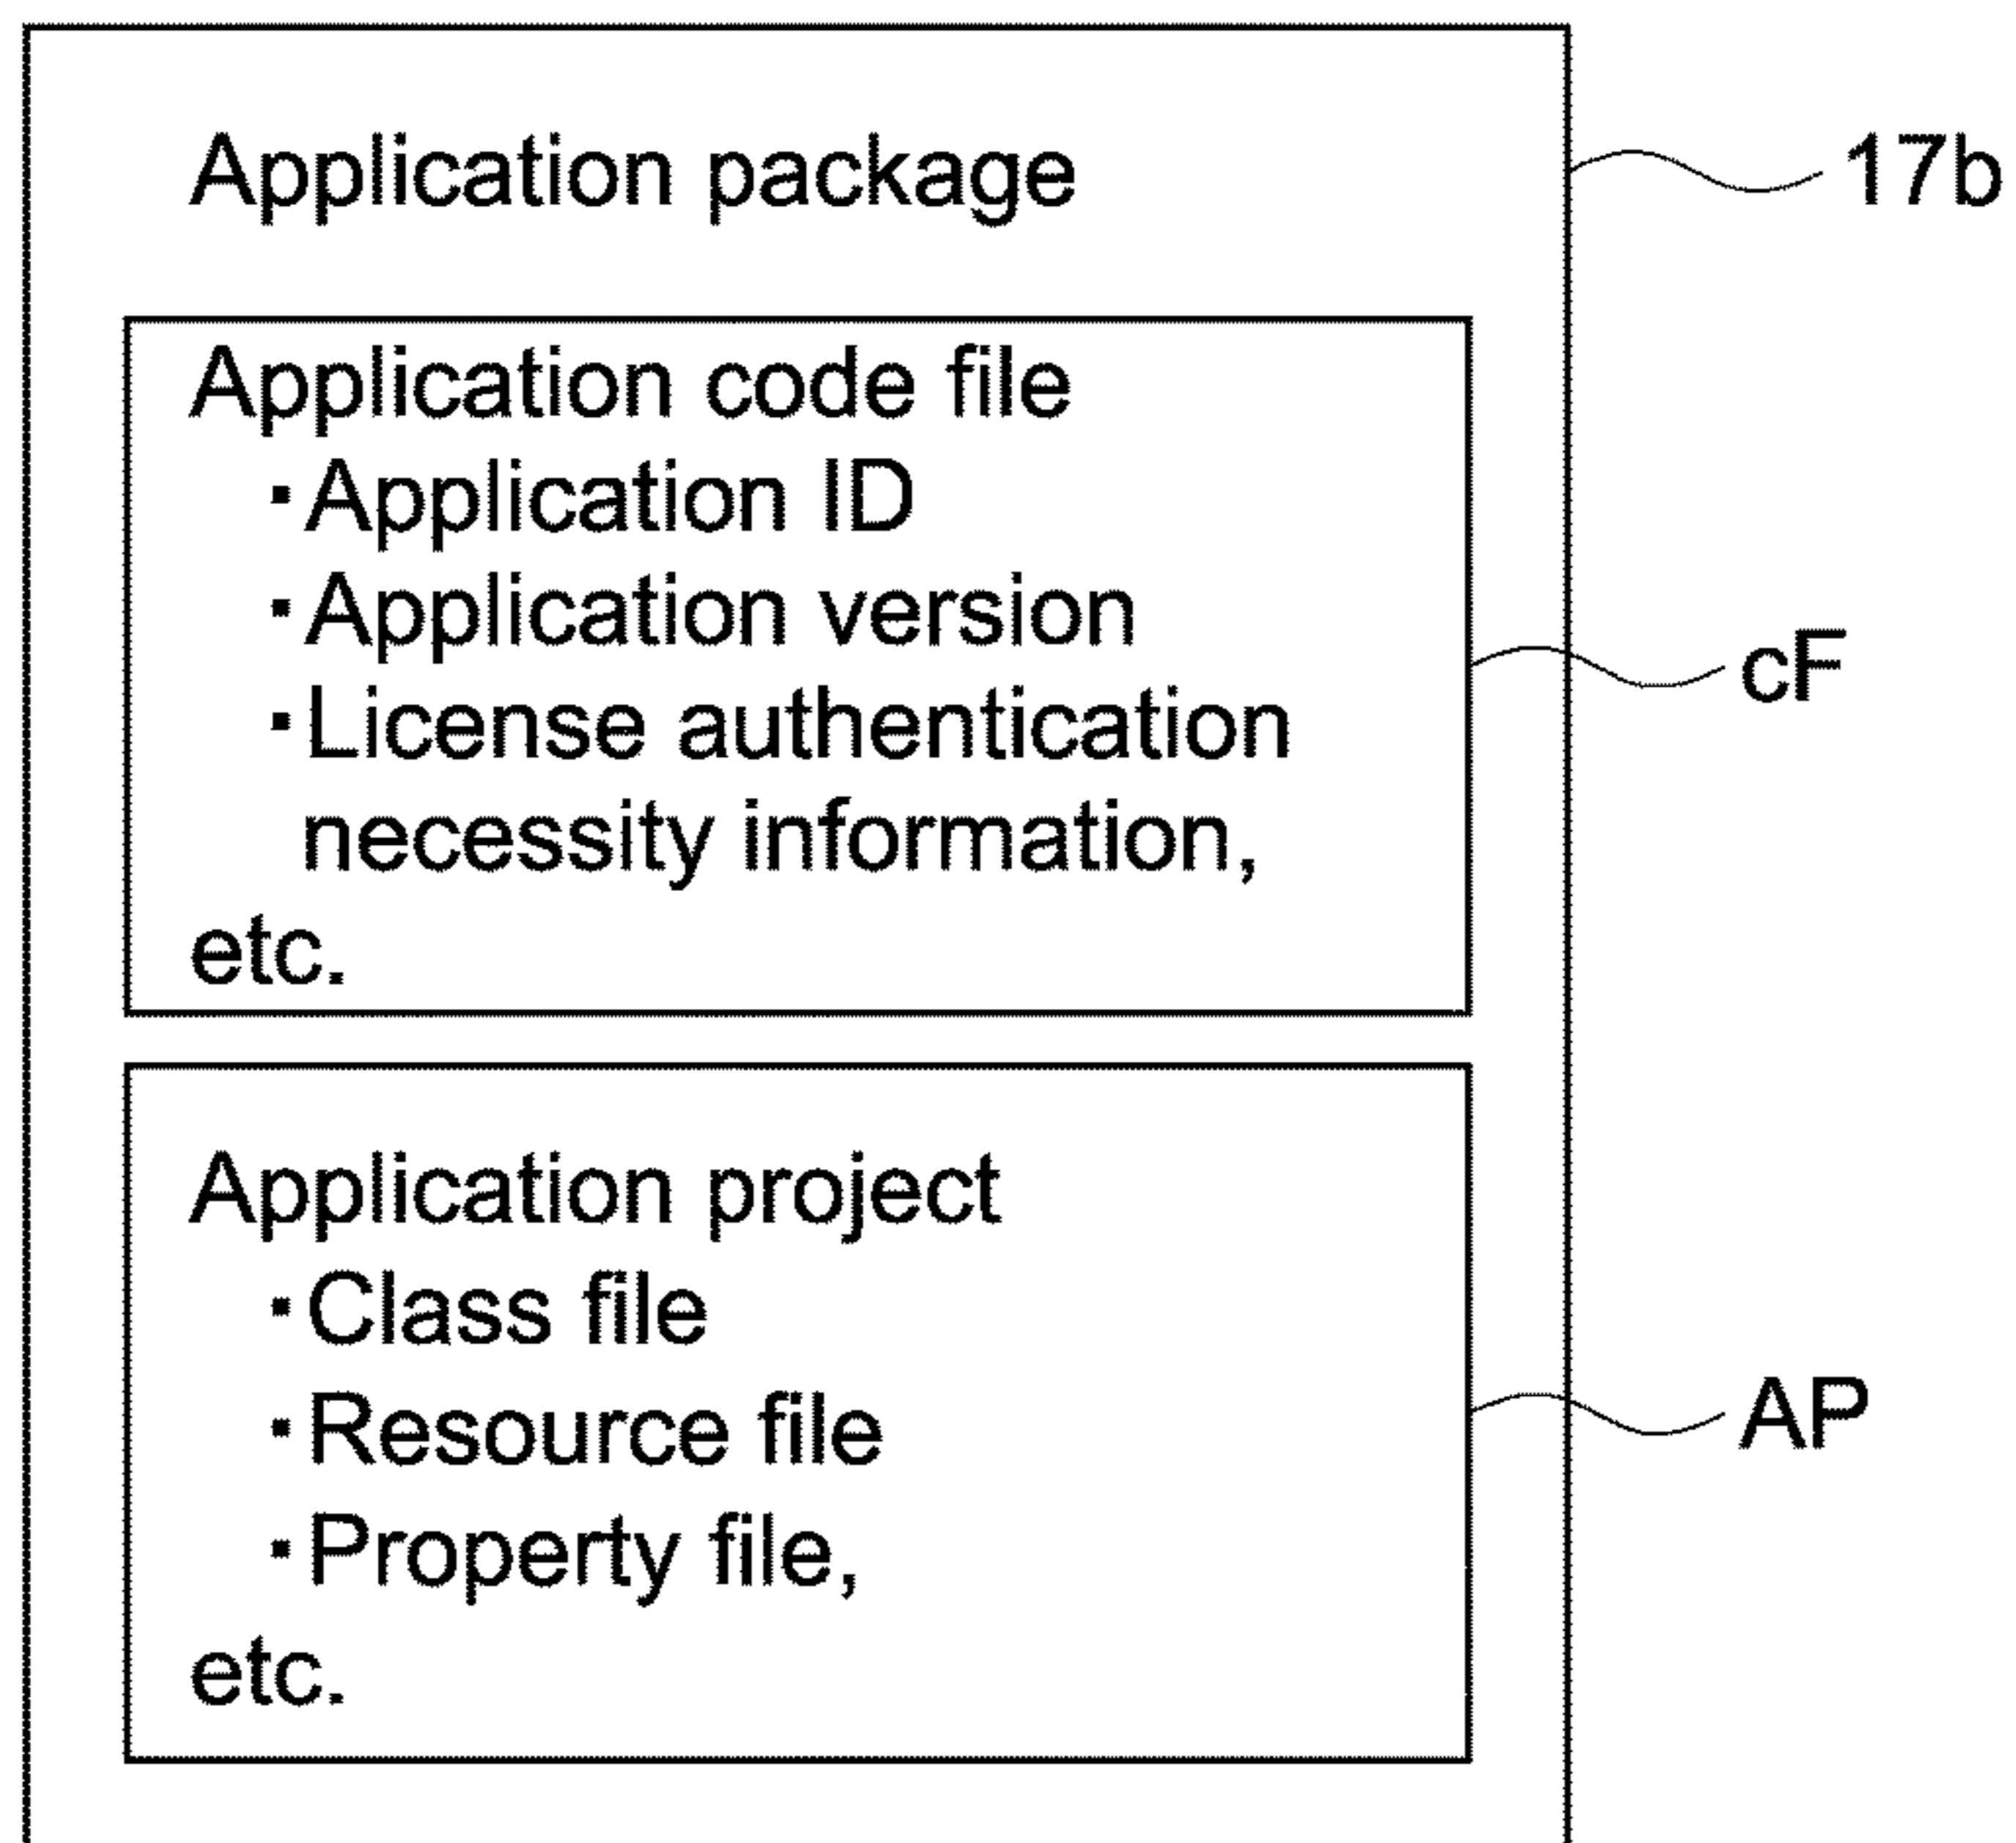 Application package
17b
Application code file
・Application ID
・Application version
・License authentication
necessity information,
etc.
cF
Application project
・Class file
・Resource file
・Property file,
etc.
AP